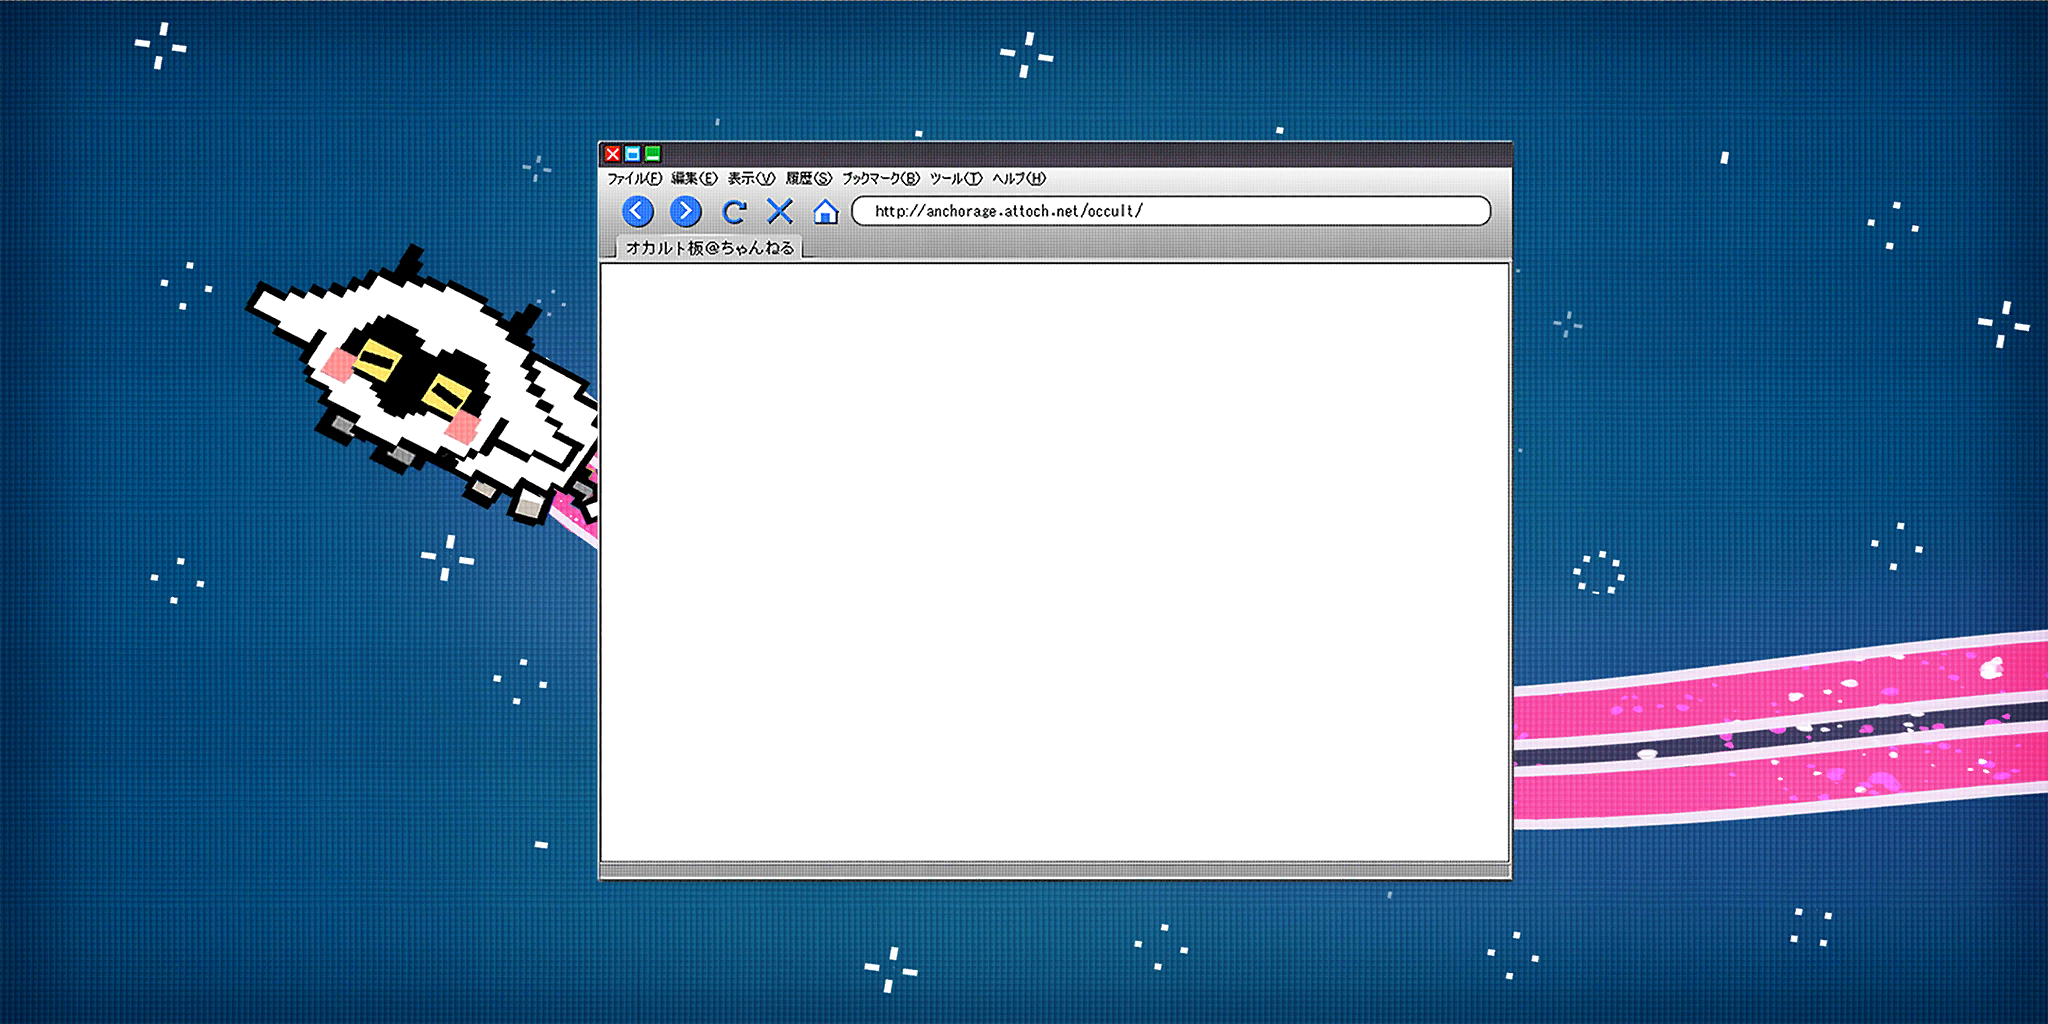 ファイル(F) 編集(E) 表示(V) 履歴(S) ブックマーク(B) ツール(T) ヘルプ(H)
http://anchorage.attoch.net/occult/
オカルト板@ちゃんねる